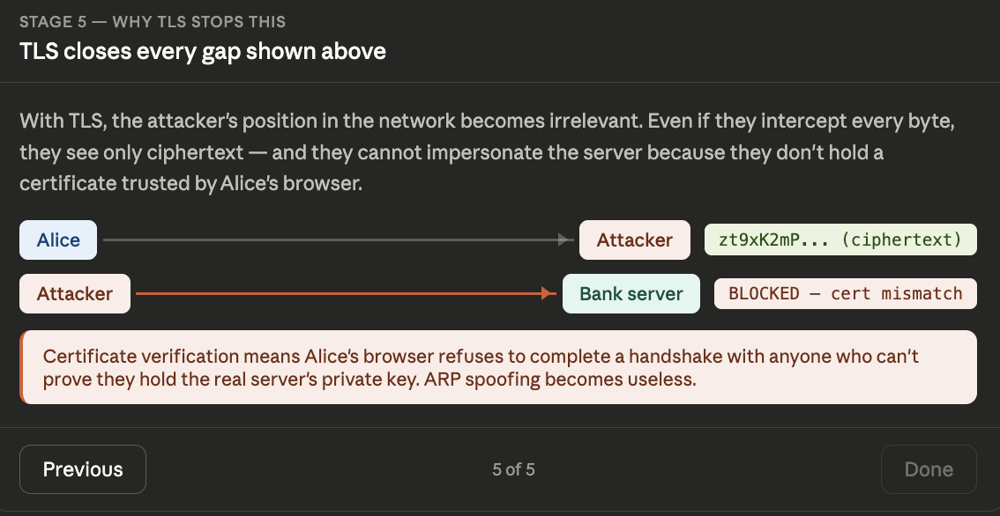 STAGE 5 — WHY TLS STOPS THIS
TLS closes every gap shown above
With TLS, the attacker's position in the network becomes irrelevant. Even if they intercept every byte,
they see only ciphertext — and they cannot impersonate the server because they don't hold a
certificate trusted by Alice's browser.
Alice Attacker zt9xK2mP... (ciphertext)
Attacker Bank server BLOCKED — cert mismatch
Certificate verification means Alice's browser refuses to complete a handshake with anyone who can't
prove they hold the real server's private key. ARP spoofing becomes useless.
Previous 5 of 5 Done